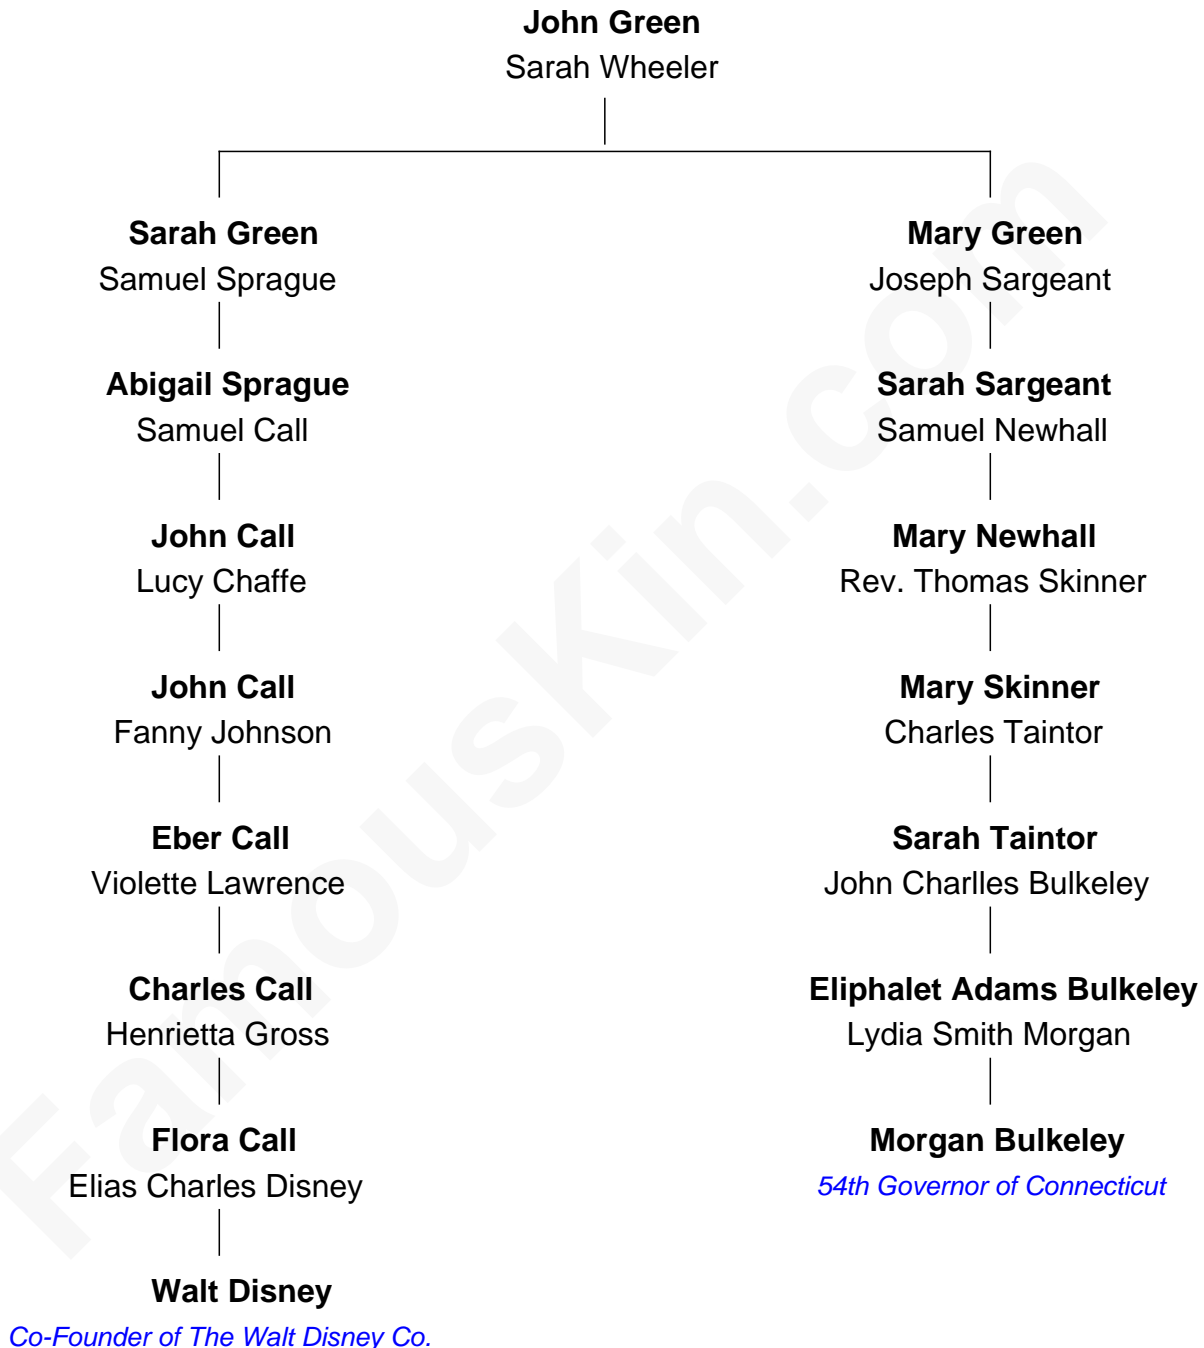 John Green
Sarah Wheeler
Sarah Green
Samuel Sprague
Mary Green
Joseph Sargeant
Abigail Sprague
Samuel Call
Sarah Sargeant
Samuel Newhall
John Call
Lucy Chaffe
Mary Newhall
Rev. Thomas Skinner
John Call
Fanny Johnson
Mary Skinner
Charles Taintor
Eber Call
Violette Lawrence
Sarah Taintor
John Charlles Bulkeley
Charles Call
Henrietta Gross
Eliphalet Adams Bulkeley
Lydia Smith Morgan
Flora Call
Elias Charles Disney
Morgan Bulkeley
54th Governor of Connecticut
Walt Disney
Co-Founder of The Walt Disney Co.
FamousKin.com